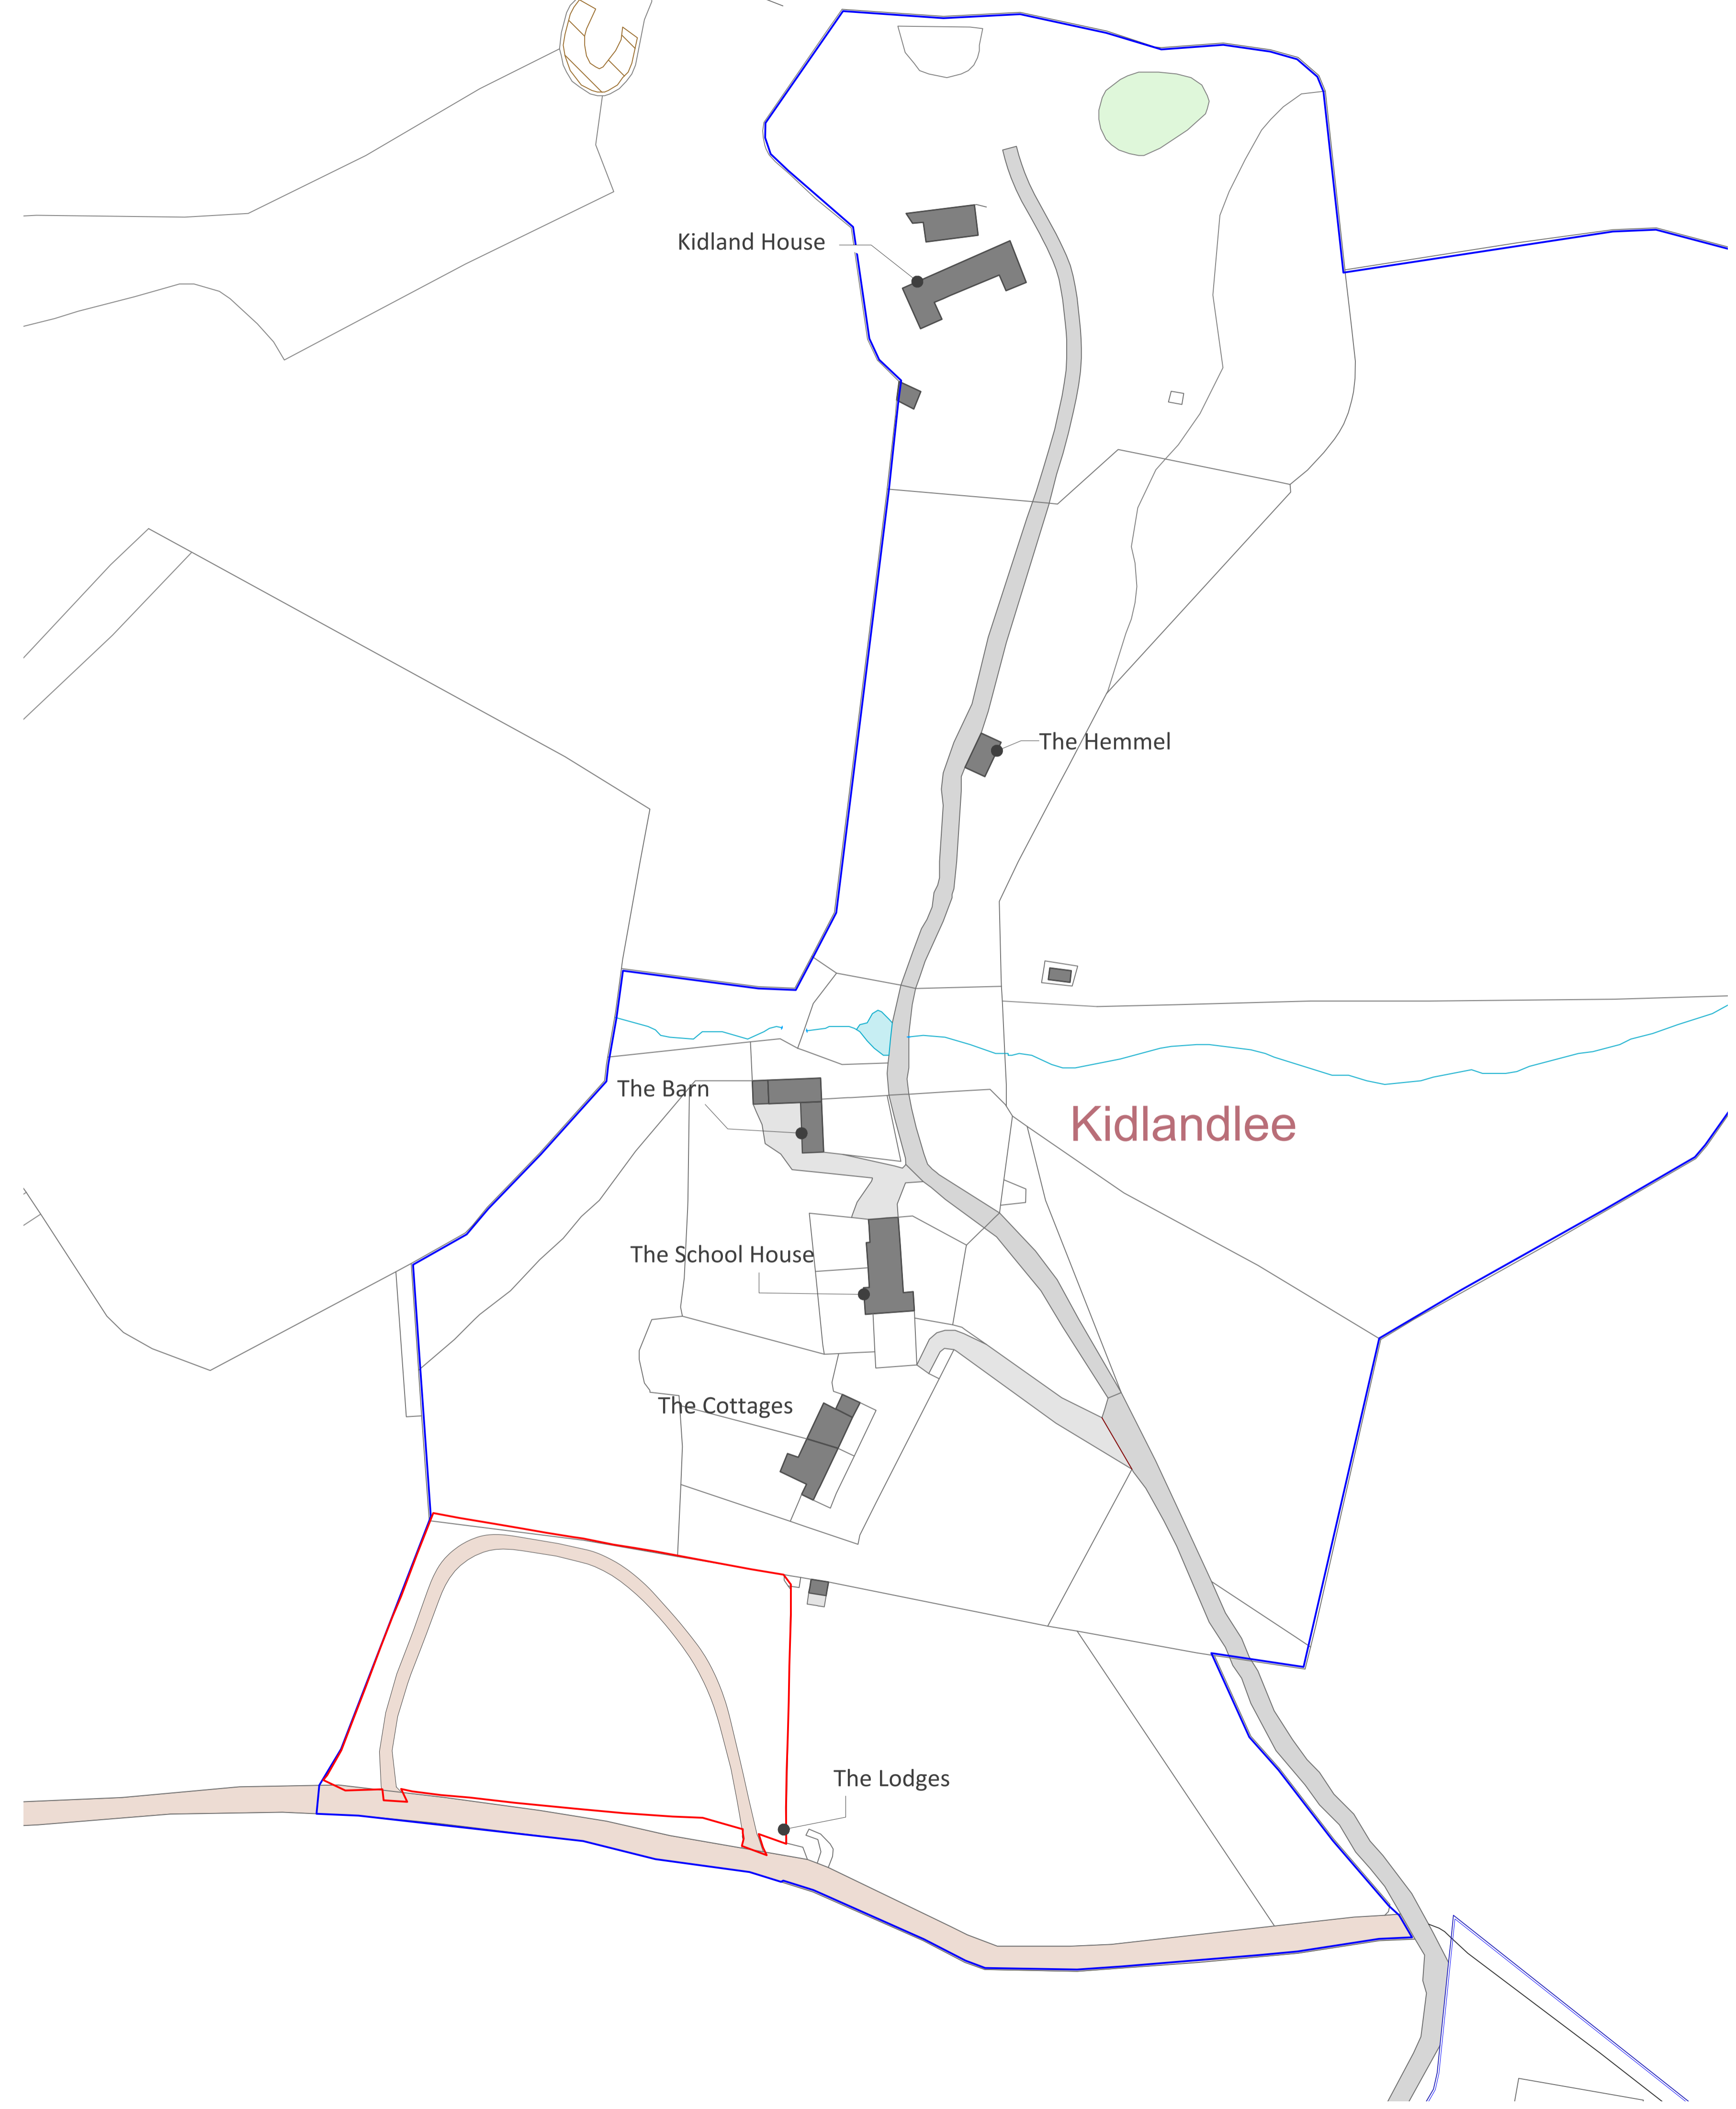 Kidland House
The Hemmel
The Barn
Kidlandlee
The School House
The Cottages
The Lodges